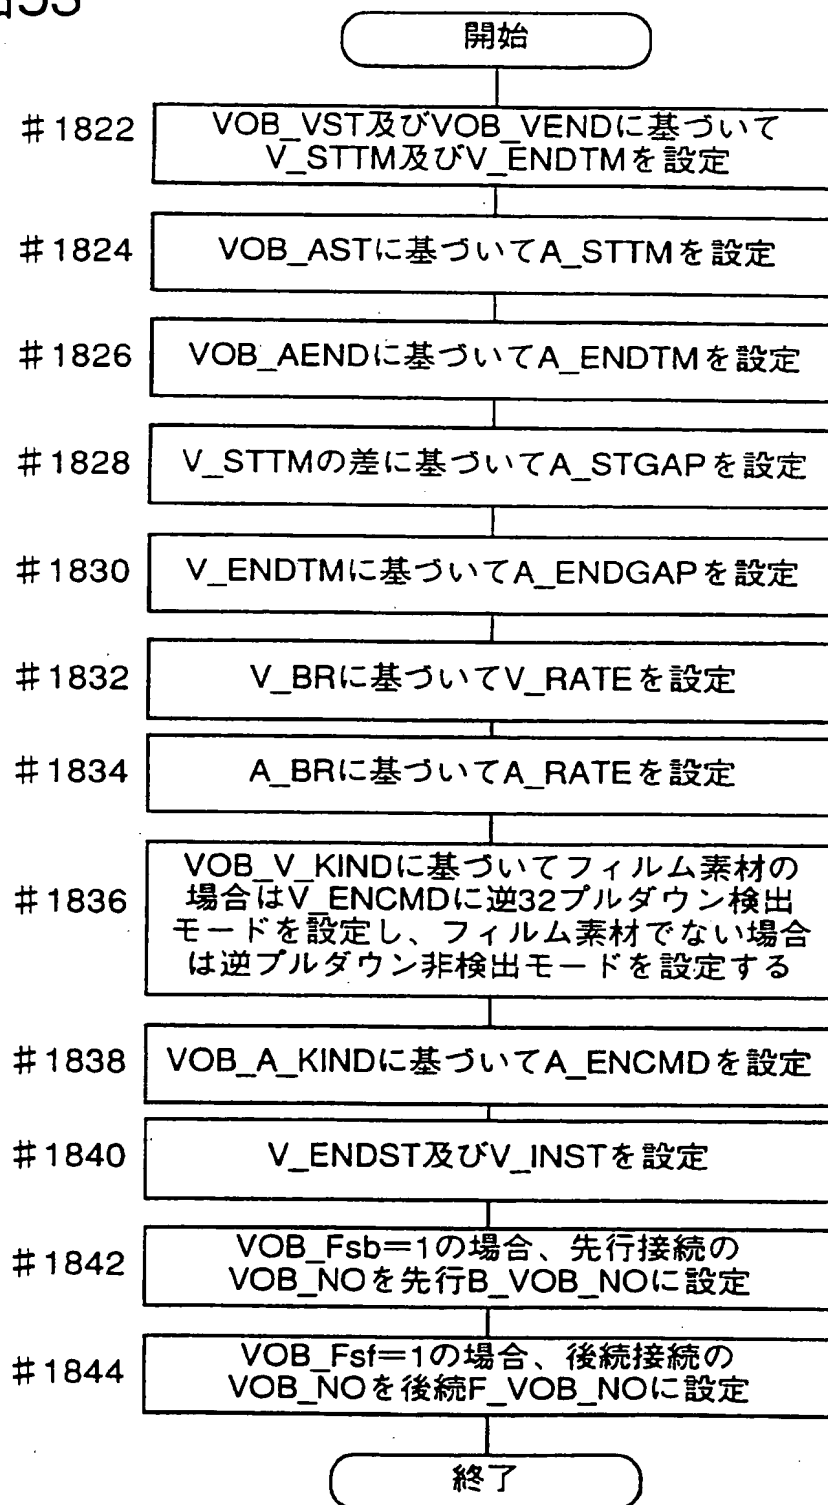 開始
#1822
VOB_VST及びVOB_VENDに基づいて
V_STTM及びV_ENDTMを設定
#1824
VOB_ASTに基づいてA_STTMを設定
#1826
VOB_AENDに基づいてA_ENDTMを設定
#1828
V_STTMの差に基づいてA_STGAPを設定
#1830
V_ENDTMに基づいてA_ENDGAPを設定
#1832
V_BRに基づいてV_RATEを設定
#1834
A_BRに基づいてA_RATEを設定
#1836
VOB_V_KINDに基づいてフィルム素材の
場合はV_ENCMDに逆32プルダウン検出
モードを設定し、フィルム素材でない場合
は逆プルダウン非検出モードを設定する
#1838
VOB_A_KINDに基づいてA_ENCMDを設定
#1840
V_ENDST及びV_INSTを設定
#1842
VOB_Fsb=1の場合、先行接続の
VOB_NOを先行B_VOB_NOに設定
#1844
VOB_Fsf=1の場合、後続接続の
VOB_NOを後続F_VOB_NOに設定
終了